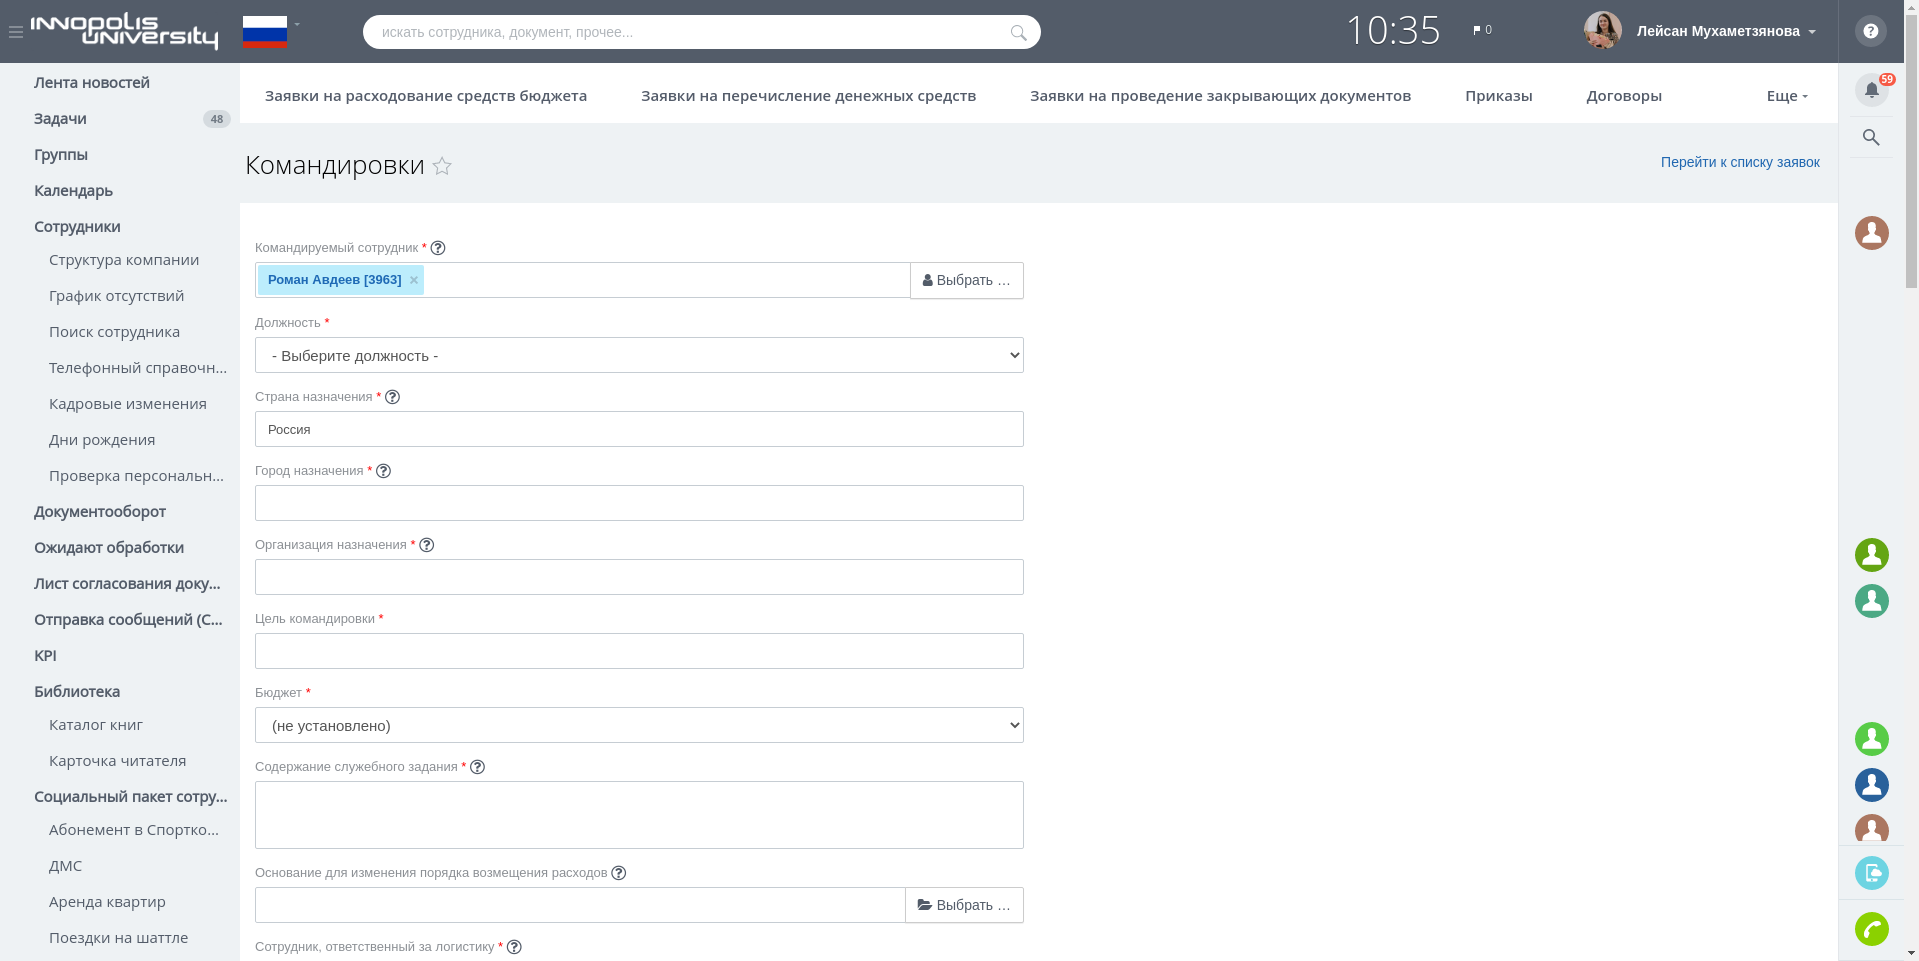 INNOPOLIS
UNIVERSITY
искать сотрудника, документ, прочее...
10:35
0
Лейсан Мухаметзянова
?
59
Лента новостей
Задачи
48
Группы
Календарь
Сотрудники
Структура компании
График отсутствий
Поиск сотрудника
Телефонный справочн...
Кадровые изменения
Дни рождения
Проверка персональн...
Документооборот
Ожидают обработки
Лист согласования доку...
Отправка сообщений (С...
KPI
Библиотека
Каталог книг
Карточка читателя
Социальный пакет сотру...
Абонемент в Спортко...
ДМС
Аренда квартир
Поездки на шаттле
Заявки на расходование средств бюджета
Заявки на перечисление денежных средств
Заявки на проведение закрывающих документов
Приказы
Договоры
Еще
Командировки
Перейти к списку заявок
Командируемый сотрудник * ?
Роман Авдеев [3963] ×
Выбрать ...
Должность *
- Выберите должность -
Страна назначения * ?
Россия
Город назначения * ?
Организация назначения * ?
Цель командировки *
Бюджет *
(не установлено)
Содержание служебного задания * ?
Основание для изменения порядка возмещения расходов ?
Выбрать ...
Сотрудник, ответственный за логистику * ?